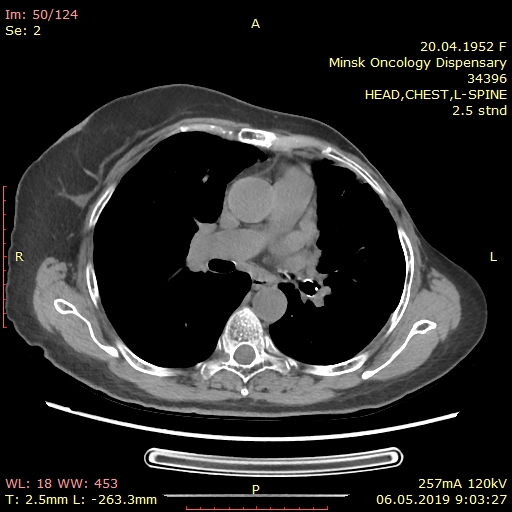 Im: 50/124
Se: 2
A
20.04.1952 F
Minsk Oncology Dispensary
34396
HEAD,CHEST,L-SPINE
2.5 stnd
R
L
WL: 18 WW: 453
T: 2.5mm L: -263.3mm
P
257mA 120kV
06.05.2019 9:03:27